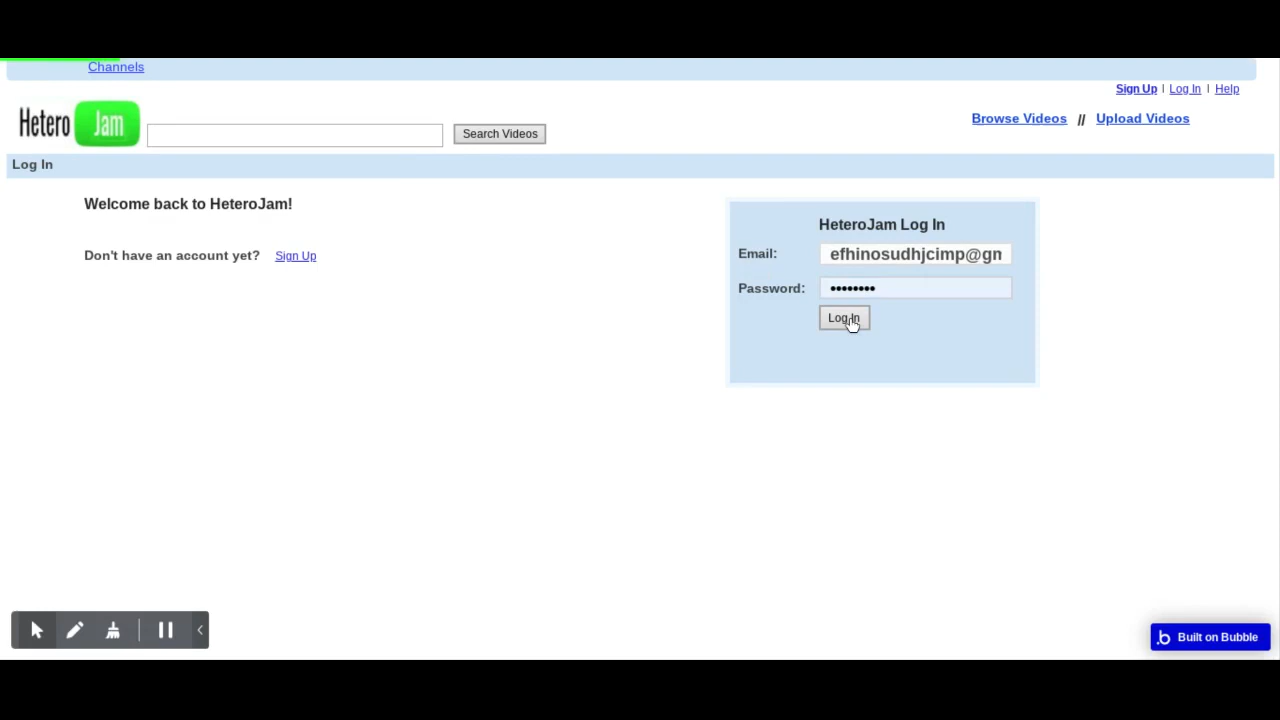 Channels
Sign Up | Log In | Help
Hetero Jam
Search Videos
Browse Videos // Upload Videos
Log In
Welcome back to HeteroJam!
Don't have an account yet? Sign Up
HeteroJam Log In
Email: efhinosudhjcimp@gm
Password: ••••••••
Log In
Built on Bubble